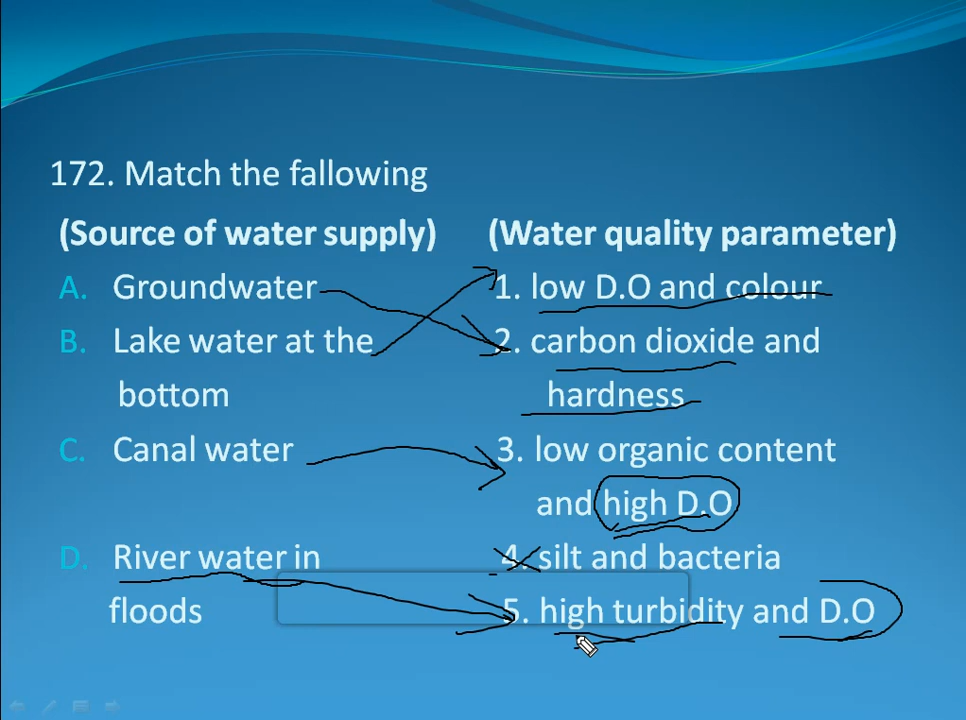 172. Match the fallowing
(Source of water supply) (Water quality parameter)
A. Groundwater 1. low D.O and colour
B. Lake water at the 2. carbon dioxide and
bottom hardness
C. Canal water 3. low organic content
and high D.O
D. River water in 4. silt and bacteria
floods 5. high turbidity and D.O